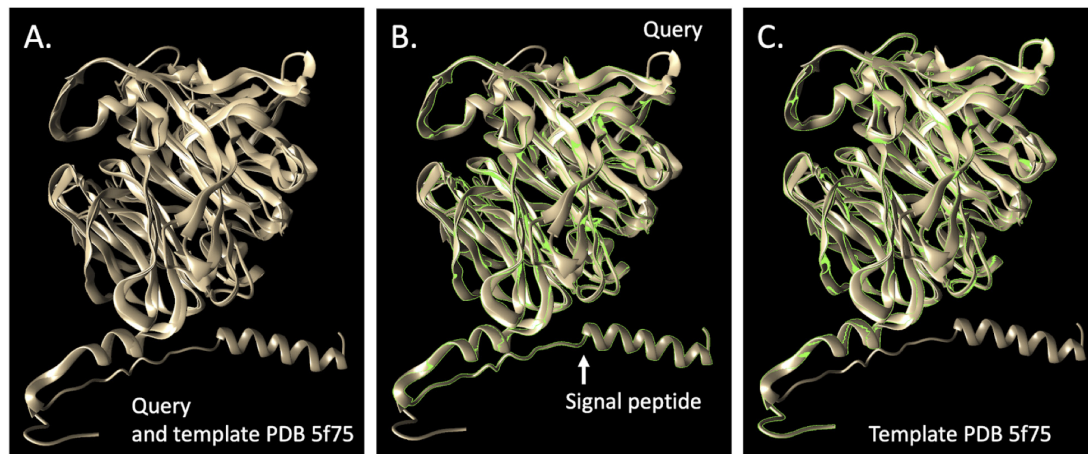 A.
Query
and template PDB 5f75
B.
Query
Signal peptide
C.
Template PDB 5f75